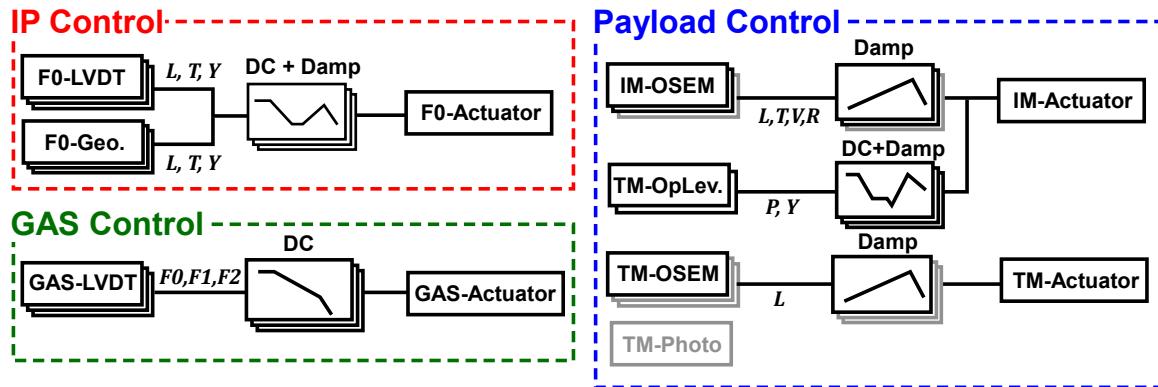 IP Control
F0-LVDT
L, T, Y
DC + Damp
F0-Actuator
F0-Geo.
L, T, Y
GAS Control
GAS-LVDT
F0,F1,F2
DC
GAS-Actuator
Payload Control
IM-OSEM
L,T,V,R
Damp
IM-Actuator
TM-OpLev.
P, Y
DC+Damp
TM-OSEM
L
Damp
TM-Actuator
TM-Photo